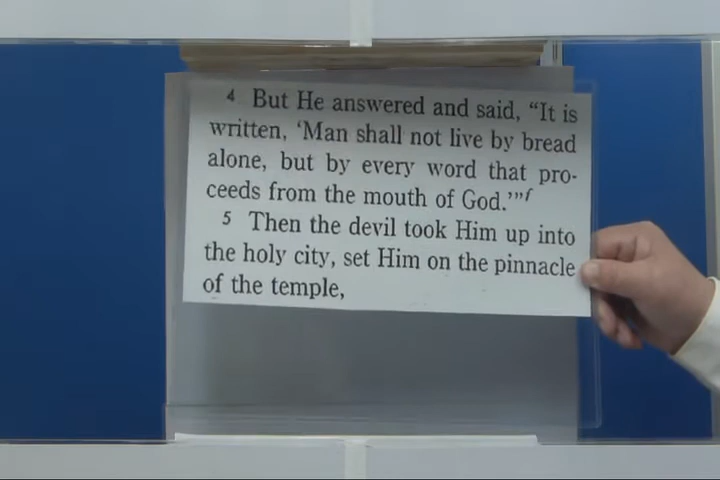 4 But He answered and said, “It is
written, ‘Man shall not live by bread
alone, but by every word that pro-
ceeds from the mouth of God.’”f
5 Then the devil took Him up into
the holy city, set Him on the pinnacle
of the temple,